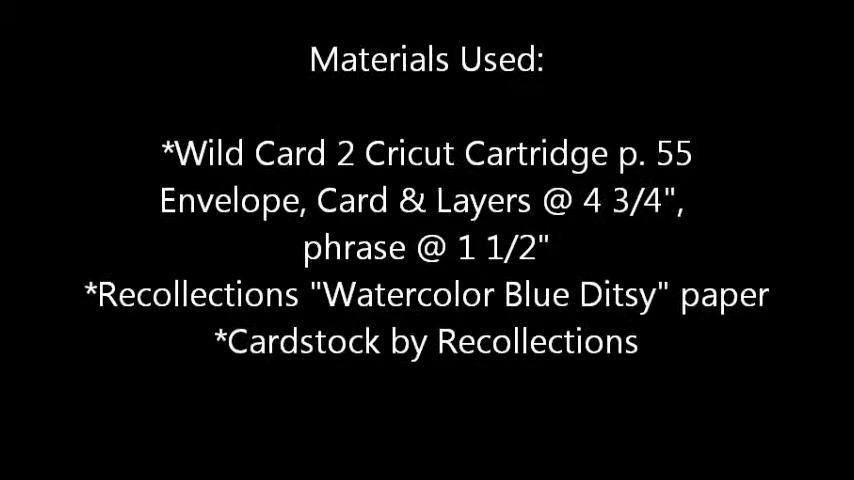 Materials Used:
*Wild Card 2 Cricut Cartridge p. 55
Envelope, Card & Layers @ 4 3/4",
phrase @ 1 1/2"
*Recollections "Watercolor Blue Ditsy" paper
*Cardstock by Recollections